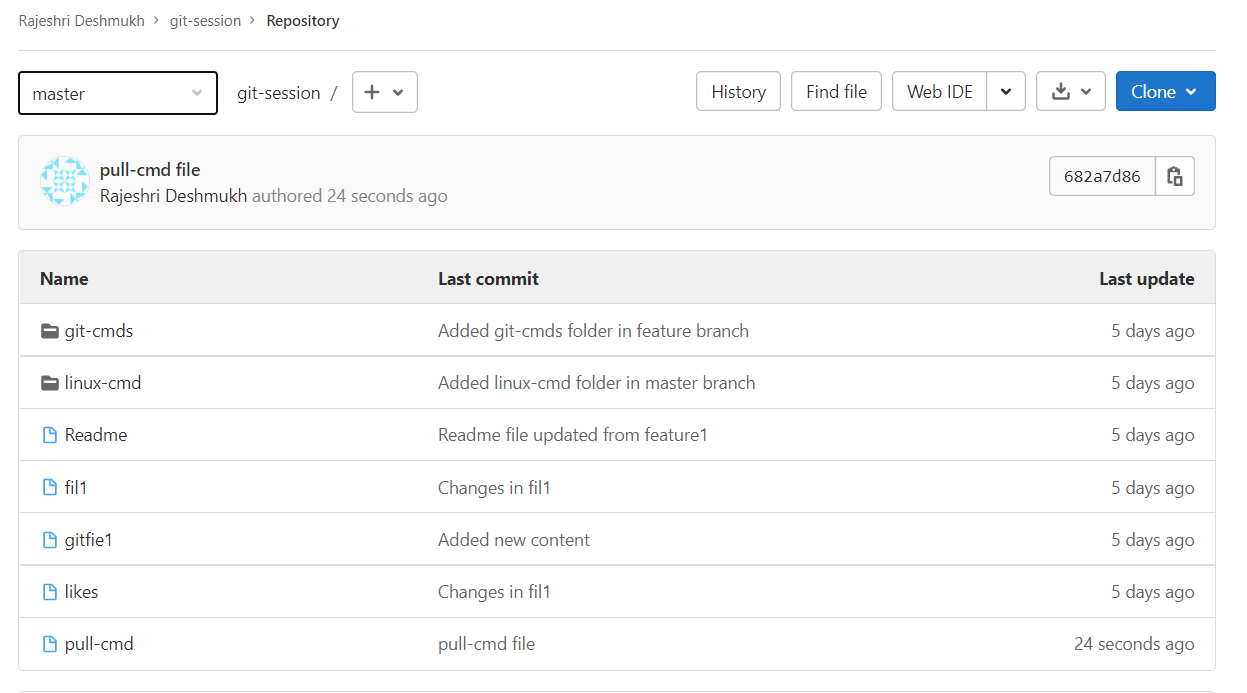 Rajeshri Deshmukh > git-session > Repository
master git-session / + History Find file Web IDE Clone
pull-cmd file
Rajeshri Deshmukh authored 24 seconds ago
682a7d86
Name Last commit Last update
git-cmds Added git-cmds folder in feature branch 5 days ago
linux-cmd Added linux-cmd folder in master branch 5 days ago
Readme Readme file updated from feature1 5 days ago
fil1 Changes in fil1 5 days ago
gitfie1 Added new content 5 days ago
likes Changes in fil1 5 days ago
pull-cmd pull-cmd file 24 seconds ago